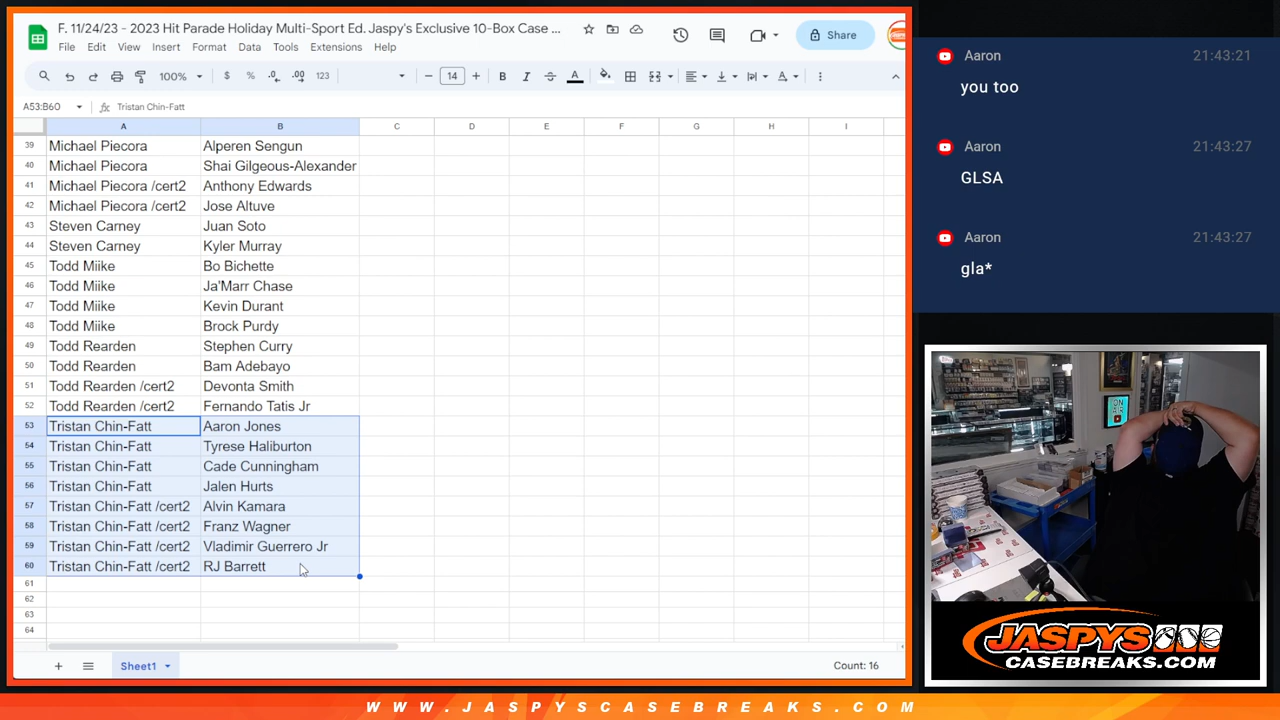 F. 11/24/23 - 2023 Hit Parade Holiday Multi-Sport Ed. Jaspy's Exclusive 10-Box Case ...
File Edit View Insert Format Data Tools Extensions Help
Share
100% $ % .0 .00 123 14 B I A
A53:B60 fx Tristan Chin-Fatt
A B C D E F G H I
39 Michael Piecora Alperen Sengun
40 Michael Piecora Shai Gilgeous-Alexander
41 Michael Piecora /cert2 Anthony Edwards
42 Michael Piecora /cert2 Jose Altuve
43 Steven Carney Juan Soto
44 Steven Carney Kyler Murray
45 Todd Miike Bo Bichette
46 Todd Miike Ja'Marr Chase
47 Todd Miike Kevin Durant
48 Todd Miike Brock Purdy
49 Todd Rearden Stephen Curry
50 Todd Rearden Bam Adebayo
51 Todd Rearden /cert2 Devonta Smith
52 Todd Rearden /cert2 Fernando Tatis Jr
53 Tristan Chin-Fatt Aaron Jones
54 Tristan Chin-Fatt Tyrese Haliburton
55 Tristan Chin-Fatt Cade Cunningham
56 Tristan Chin-Fatt Jalen Hurts
57 Tristan Chin-Fatt /cert2 Alvin Kamara
58 Tristan Chin-Fatt /cert2 Franz Wagner
59 Tristan Chin-Fatt /cert2 Vladimir Guerrero Jr
60 Tristan Chin-Fatt /cert2 RJ Barrett
61
62
63
64
Sheet1
Count: 16
Aaron 21:43:21
you too
Aaron 21:43:27
GLSA
Aaron 21:43:27
gla*
ON
JASPYS
CASEBREAKS.COM
WWW.JASPYSCASEBREAKS.COM